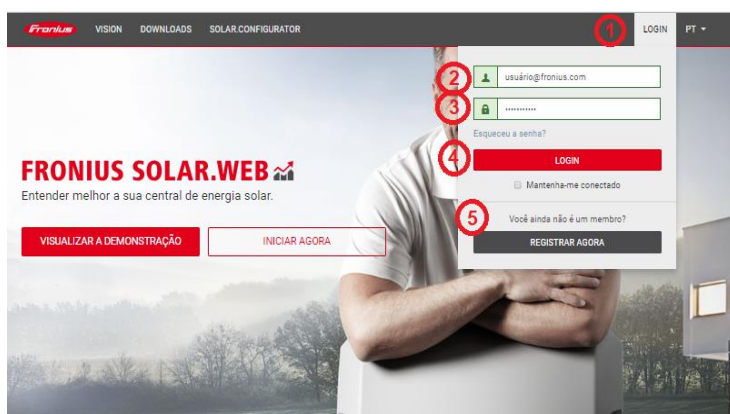 Fronius VISION DOWNLOADS SOLAR.CONFIGURATOR 1 LOGIN PT
2 usuário@fronius.com
3 ···········
Esqueceu a senha?
4 LOGIN
Mantenha-me conectado
5 Você ainda não é um membro?
REGISTRAR AGORA
FRONIUS SOLAR.WEB
Entender melhor a sua central de energia solar.
VISUALIZAR A DEMONSTRAÇÃO INICIAR AGORA